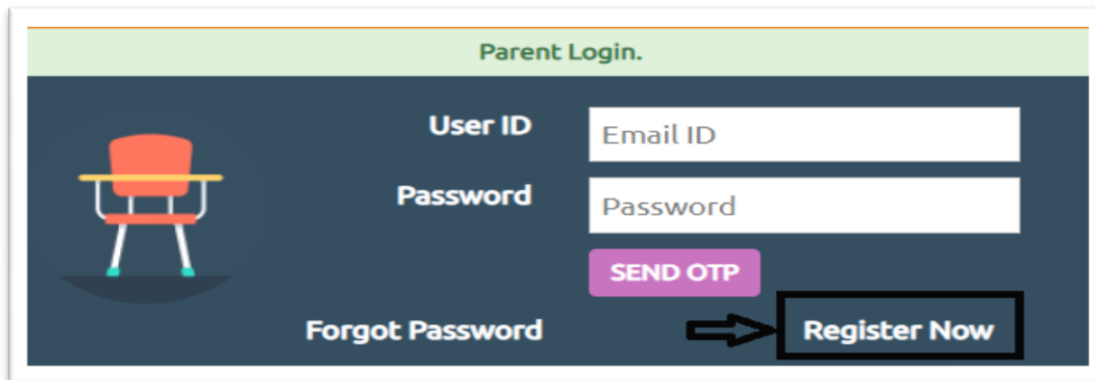 Parent Login.
User ID Email ID
Password Password
SEND OTP
Forgot Password Register Now